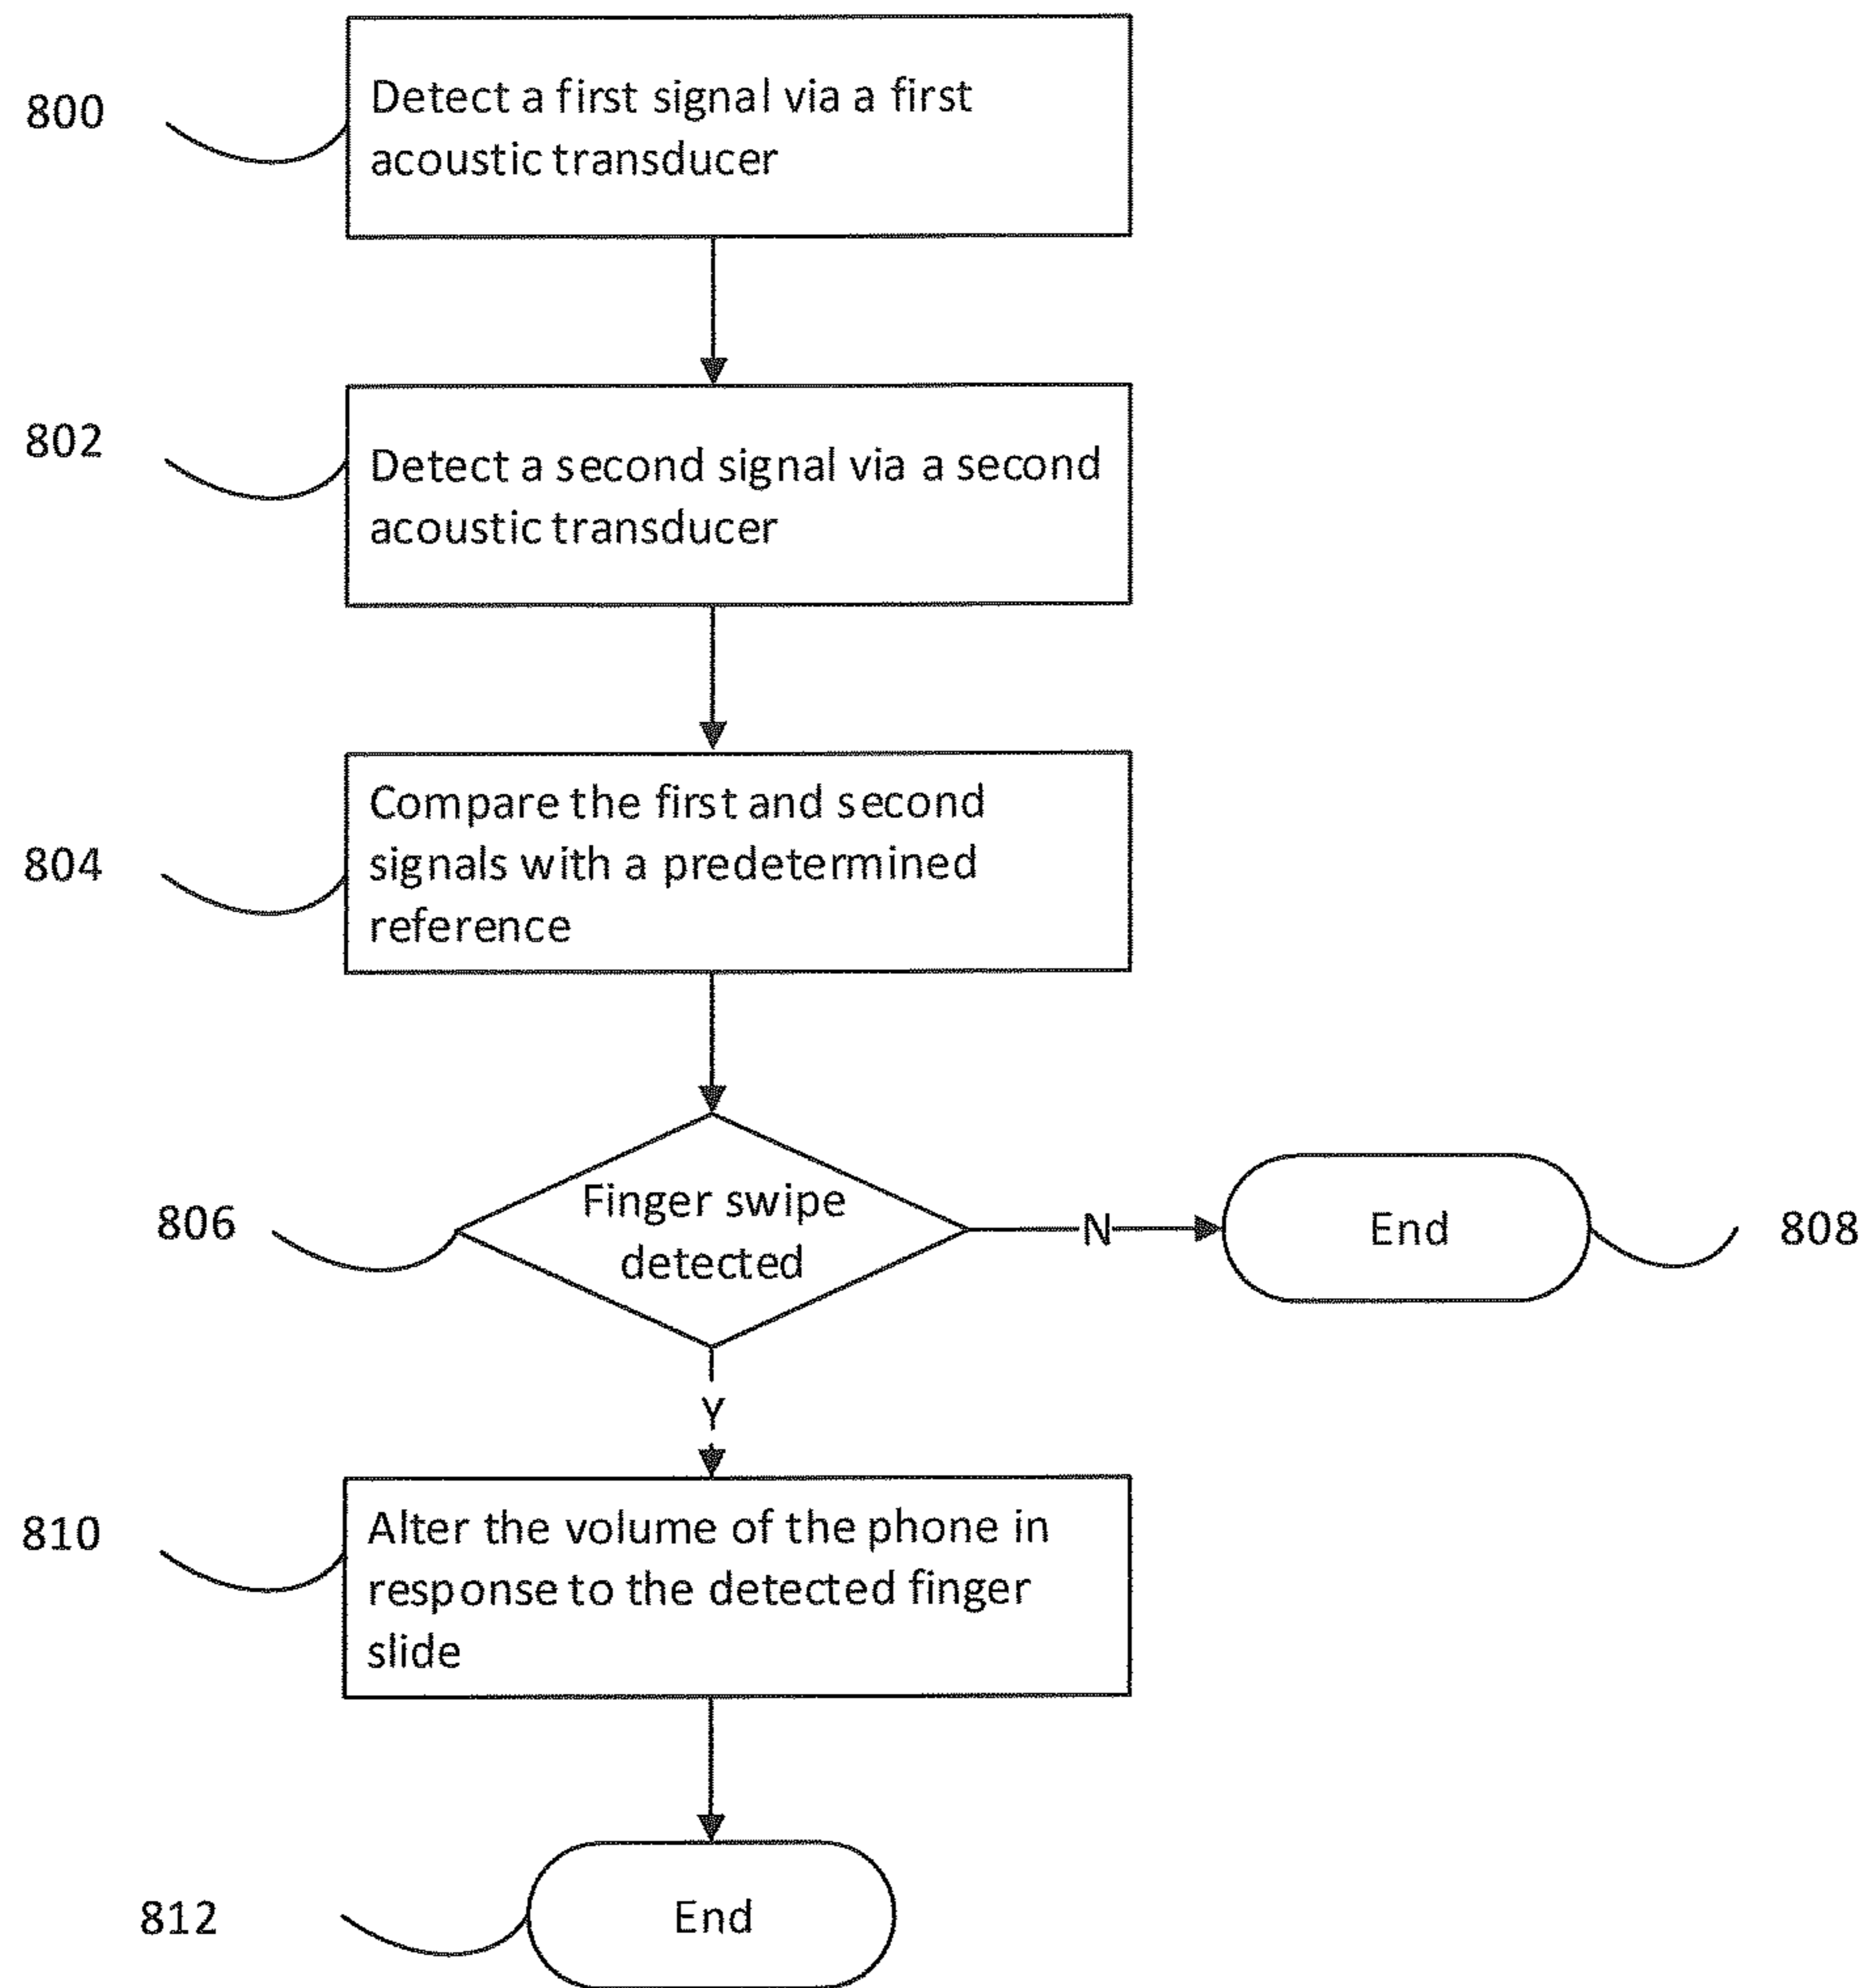 800
Detect a first signal via a first
acoustic transducer
802
Detect a second signal via a second
acoustic transducer
804
Compare the first and second
signals with a predetermined
reference
806
Finger swipe
detected
N
End
808
Y
810
Alter the volume of the phone in
response to the detected finger
slide
812
End